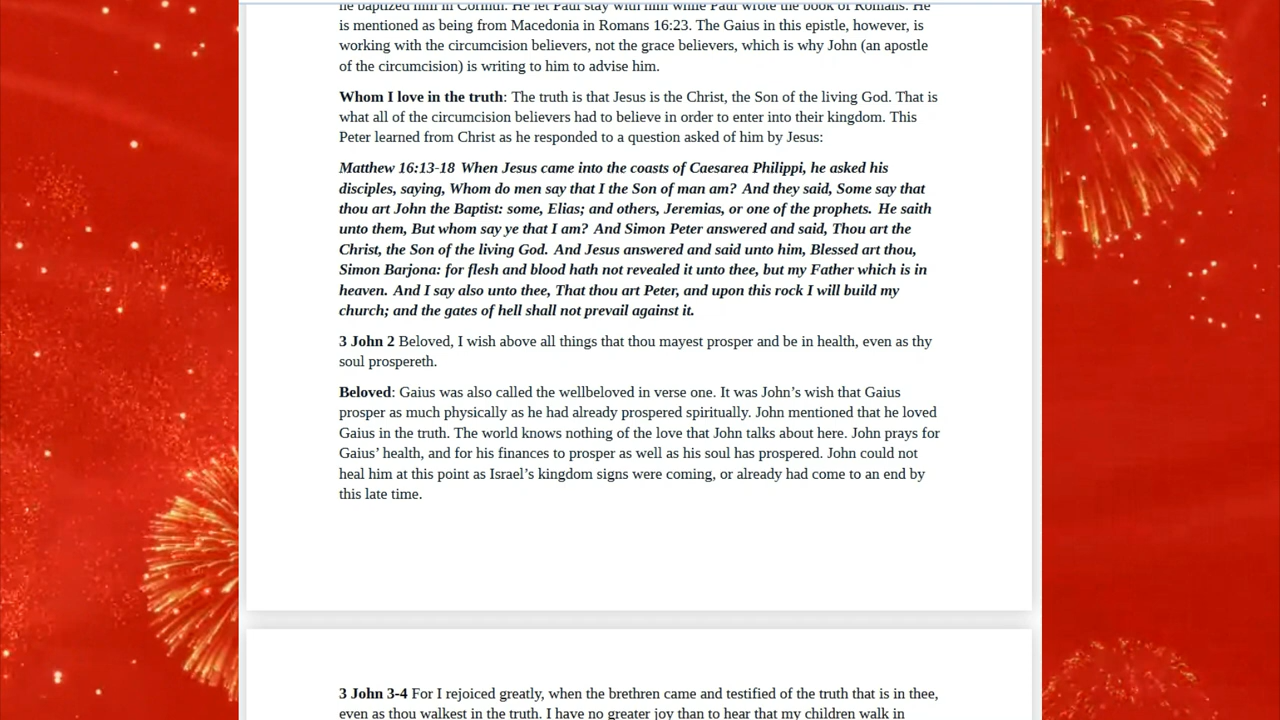 he baptized him in Corinth. He let Paul stay with him while Paul wrote the book of Romans. He
is mentioned as being from Macedonia in Romans 16:23. The Gaius in this epistle, however, is
working with the circumcision believers, not the grace believers, which is why John (an apostle
of the circumcision) is writing to him to advise him.
Whom I love in the truth: The truth is that Jesus is the Christ, the Son of the living God. That is
what all of the circumcision believers had to believe in order to enter into their kingdom. This
Peter learned from Christ as he responded to a question asked of him by Jesus:
Matthew 16:13-18 When Jesus came into the coasts of Caesarea Philippi, he asked his
disciples, saying, Whom do men say that I the Son of man am? And they said, Some say that
thou art John the Baptist: some, Elias; and others, Jeremias, or one of the prophets. He saith
unto them, But whom say ye that I am? And Simon Peter answered and said, Thou art the
Christ, the Son of the living God. And Jesus answered and said unto him, Blessed art thou,
Simon Barjona: for flesh and blood hath not revealed it unto thee, but my Father which is in
heaven. And I say also unto thee, That thou art Peter, and upon this rock I will build my
church; and the gates of hell shall not prevail against it.
3 John 2 Beloved, I wish above all things that thou mayest prosper and be in health, even as thy
soul prospereth.
Beloved: Gaius was also called the wellbeloved in verse one. It was John’s wish that Gaius
prosper as much physically as he had already prospered spiritually. John mentioned that he loved
Gaius in the truth. The world knows nothing of the love that John talks about here. John prays for
Gaius’ health, and for his finances to prosper as well as his soul has prospered. John could not
heal him at this point as Israel’s kingdom signs were coming, or already had come to an end by
this late time.
3 John 3-4 For I rejoiced greatly, when the brethren came and testified of the truth that is in thee,
even as thou walkest in the truth. I have no greater joy than to hear that my children walk in